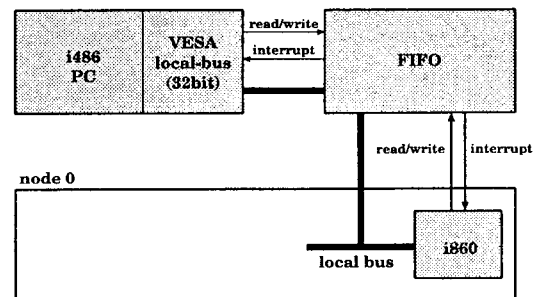 i486
PC
VESA
local-bus
(32bit)
read/write
interrupt
FIFO
read/write
interrupt
node 0
i860
local bus